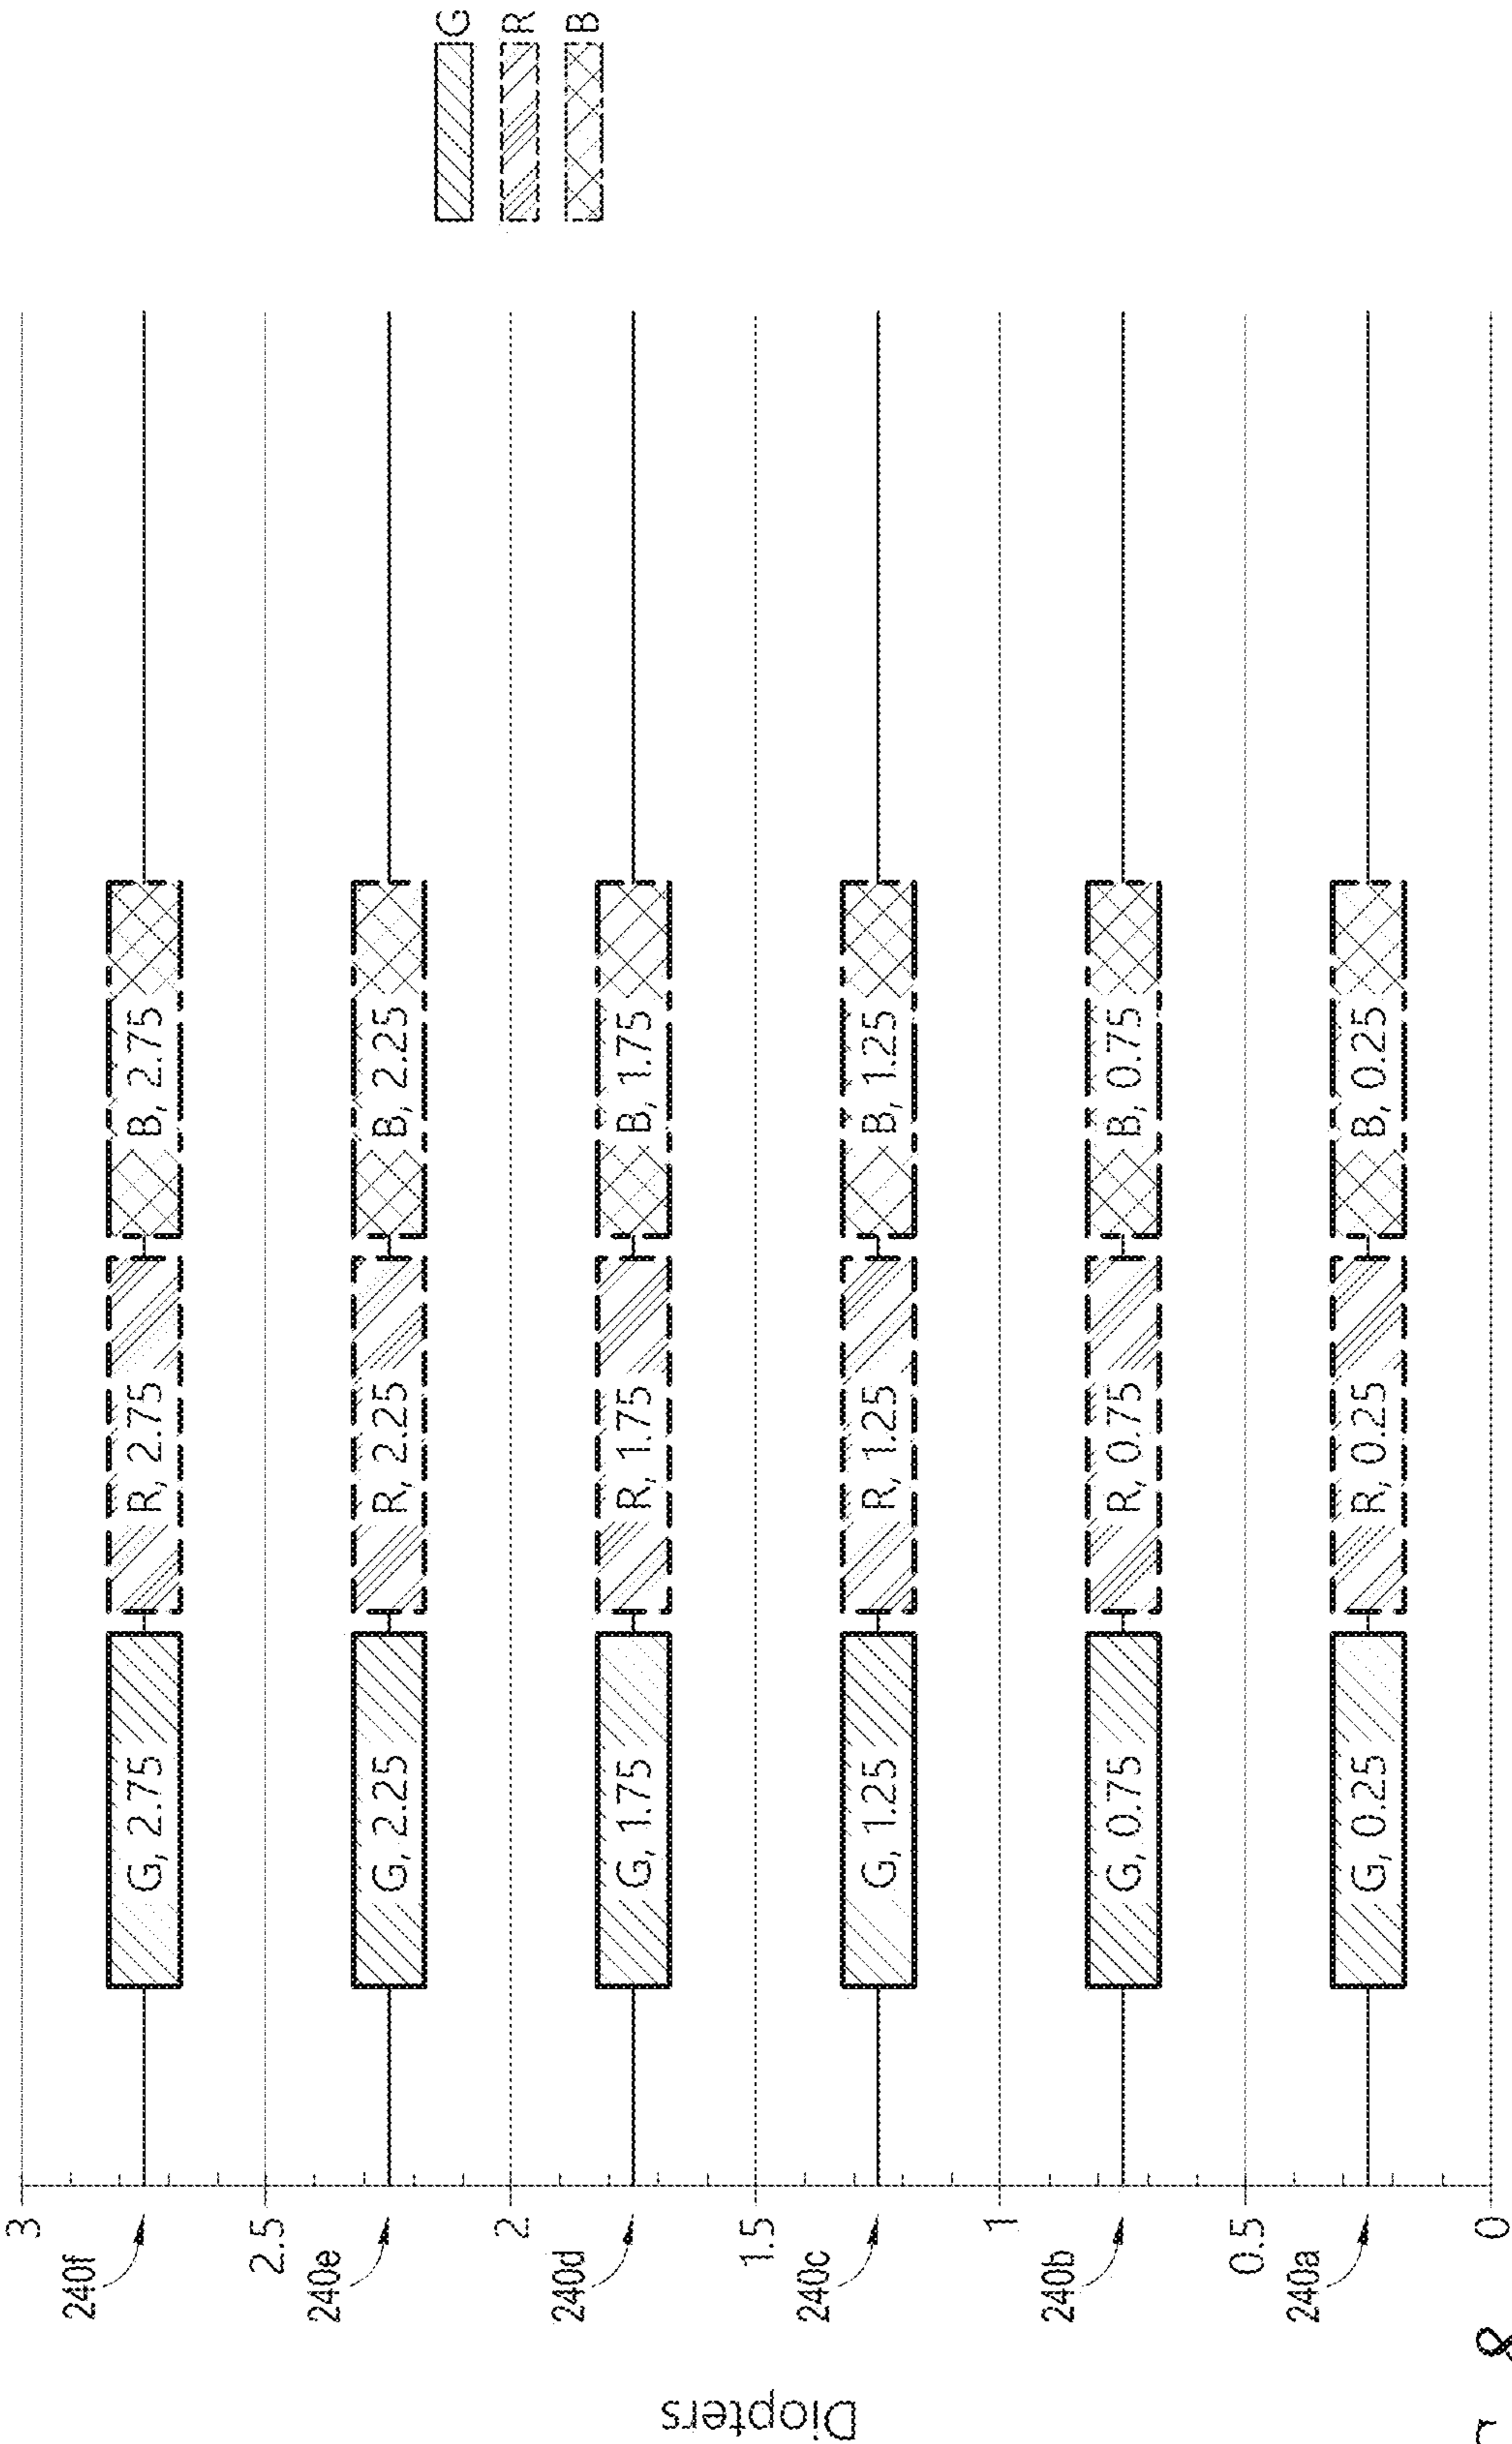 G
R
B
3
240f
G, 2.75 R, 2.75 B, 2.75
2.5
240e
G, 2.25 R, 2.25 B, 2.25
2
240d
G, 1.75 R, 1.75 B, 1.75
1.5
240c
G, 1.25 R, 1.25 B, 1.25
1
240b
G, 0.75 R, 0.75 B, 0.75
0.5
240a
G, 0.25 R, 0.25 B, 0.25
0
Diopters
8